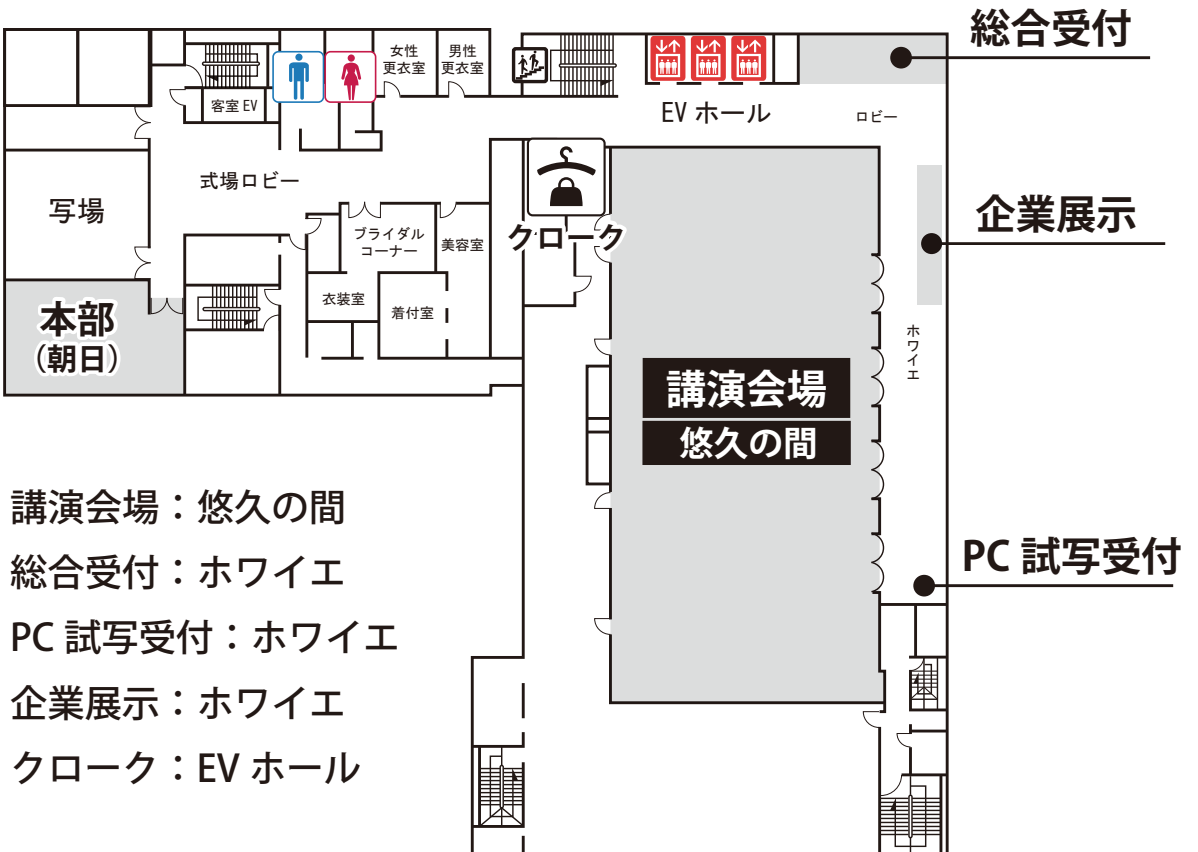 総合受付
女性
更衣室
男性
更衣室
客室 EV
EV ホール
ロビー
式場ロビー
写場
企業展示
クローク
ブライダル
コーナー
美容室
衣装室
着付室
本部
（朝日）
ホワイエ
講演会場
悠久の間
講演会場：悠久の間
総合受付：ホワイエ
PC 試写受付
PC 試写受付：ホワイエ
企業展示：ホワイエ
クローク：EV ホール